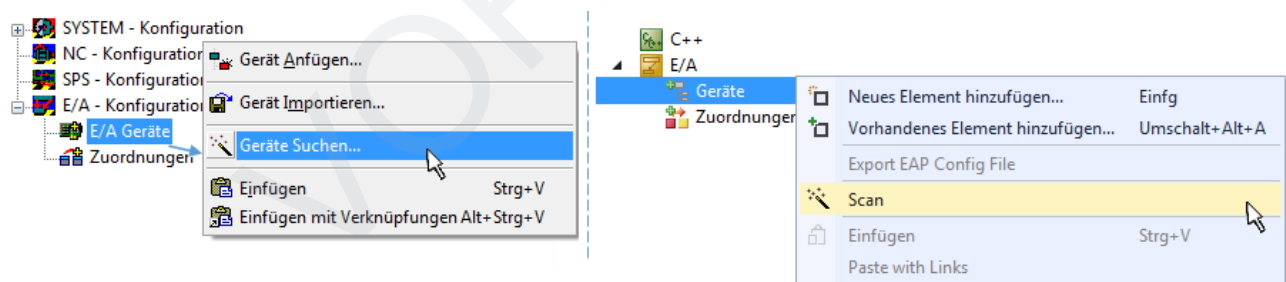 SYSTEM - Konfiguration
NC - Konfiguration
SPS - Konfiguration
E/A - Konfiguration
E/A Geräte
Zuordnungen
Gerät Anfügen...
Gerät Importieren...
Geräte Suchen...
Einfügen Strg+V
Einfügen mit Verknüpfungen Alt+Strg+V
C++
E/A
Geräte
Zuordnungen
Neues Element hinzufügen... Einfg
Vorhandenes Element hinzufügen... Umschalt+Alt+A
Export EAP Config File
Scan
Einfügen Strg+V
Paste with Links